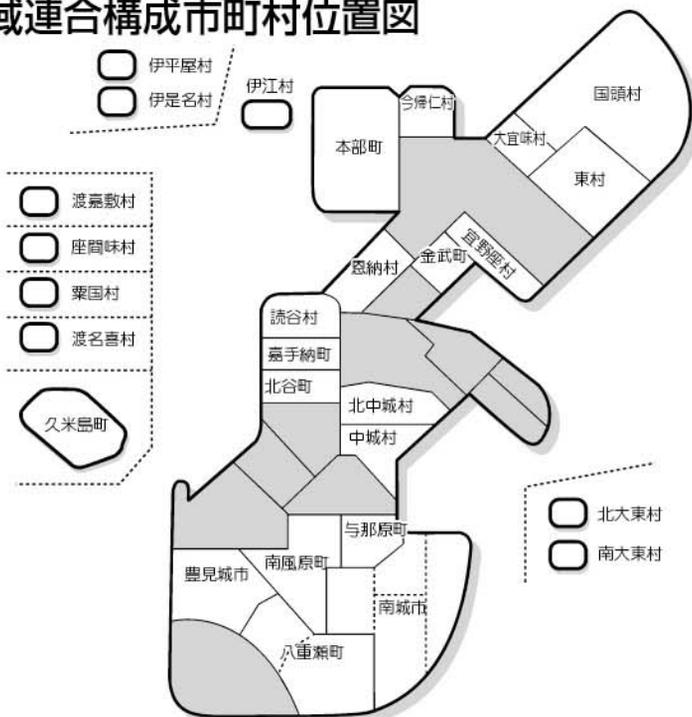 域連合構成市町村位置図
伊平屋村
伊是名村
伊江村
今帰仁村
本部町
国頭村
大宜味村
東村
渡嘉敷村
座間味村
粟国村
渡名喜村
久米島町
恩納村
金武町
宜野座村
読谷村
嘉手納町
北谷町
北中城村
中城村
北大東村
南大東村
与那原町
南風原町
豊見城市
南城市
八重瀬町